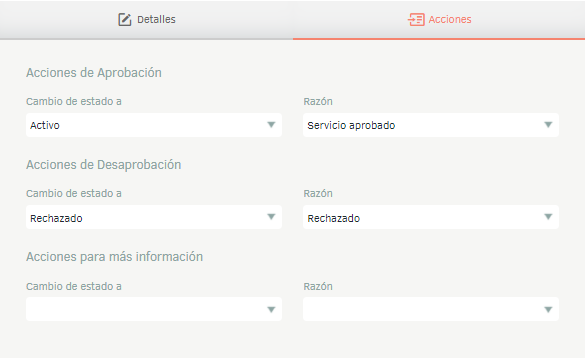 Detalles
Acciones
Acciones de Aprobación
Cambio de estado a
Razón
Activo
Servicio aprobado
Acciones de Desaprobación
Cambio de estado a
Razón
Rechazado
Rechazado
Acciones para más información
Cambio de estado a
Razón